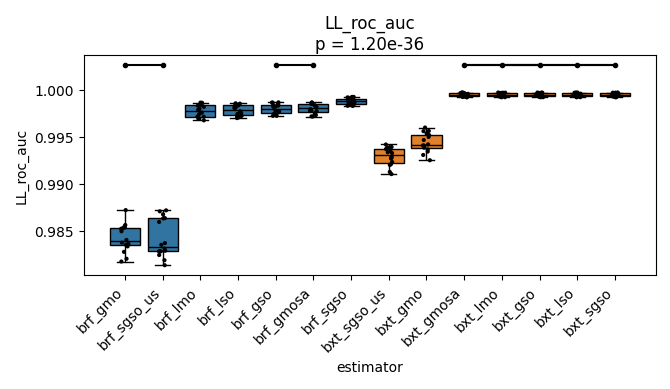 LL_roc_auc
p = 1.20e-36
1.000
0.995
0.990
0.985
LL_roc_auc
brf_gmo
brf_sgso_us
brf_lmo
brf_lso
brf_gso
brf_gmosa
brf_sgso
bxt_sgso_us
bxt_gmo
bxt_gmosa
bxt_lmo
bxt_gso
bxt_lso
bxt_sgso
estimator